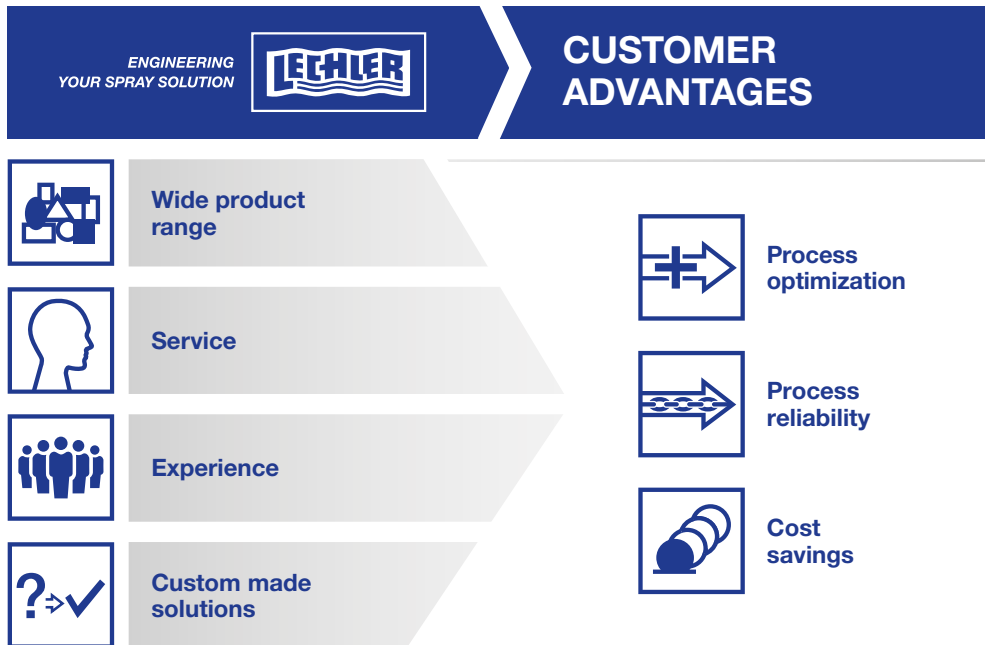 ENGINEERING
YOUR SPRAY SOLUTION
LECHLER
CUSTOMER
ADVANTAGES
Wide product
range
Service
Experience
Custom made
solutions
Process
optimization
Process
reliability
Cost
savings